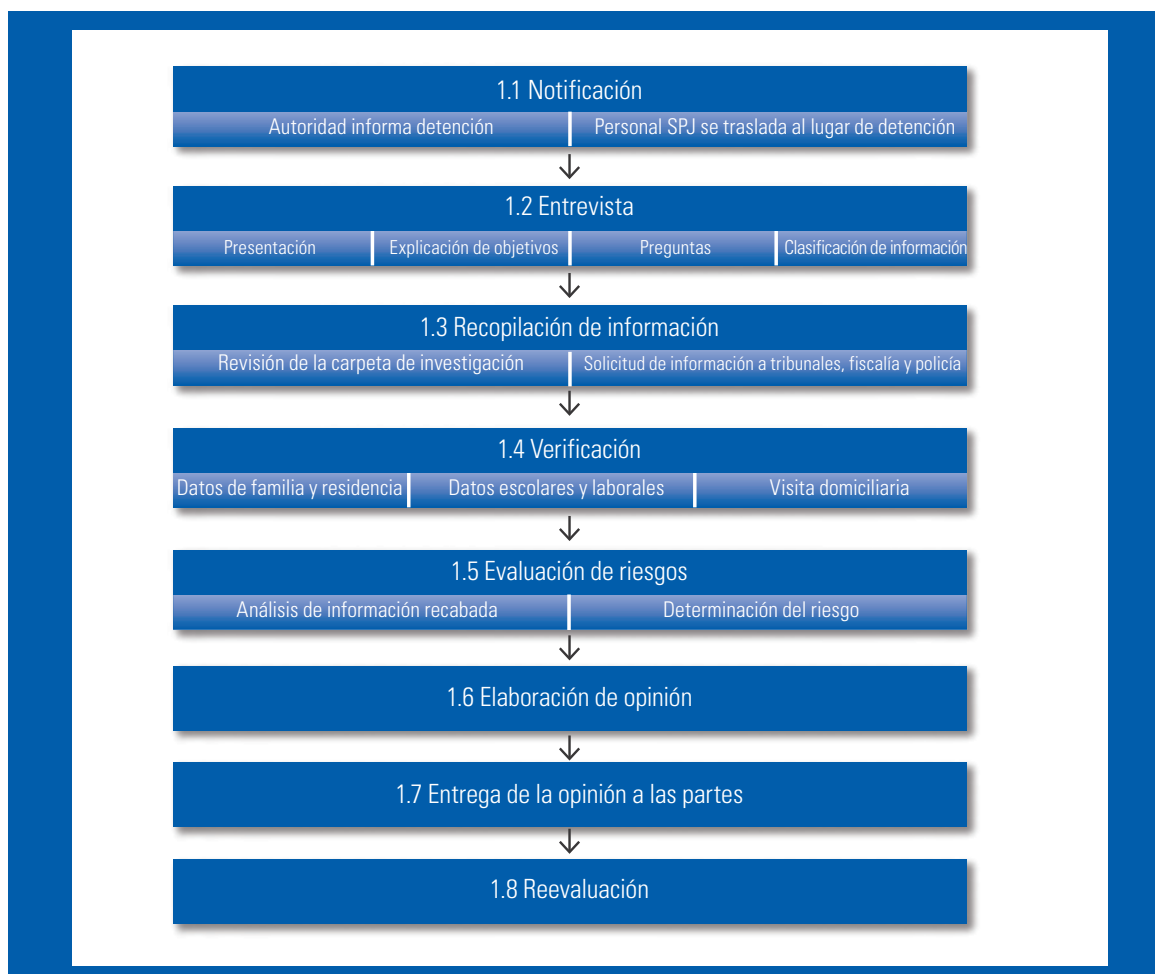 1.1 Notificación
Autoridad informa detención
Personal SPJ se traslada al lugar de detención
1.2 Entrevista
Presentación
Explicación de objetivos
Preguntas
Clasificación de información
1.3 Recopilación de información
Revisión de la carpeta de investigación
Solicitud de información a tribunales, fiscalía y policía
1.4 Verificación
Datos de familia y residencia
Datos escolares y laborales
Visita domiciliaria
1.5 Evaluación de riesgos
Análisis de información recabada
Determinación del riesgo
1.6 Elaboración de opinión
1.7 Entrega de la opinión a las partes
1.8 Reevaluación